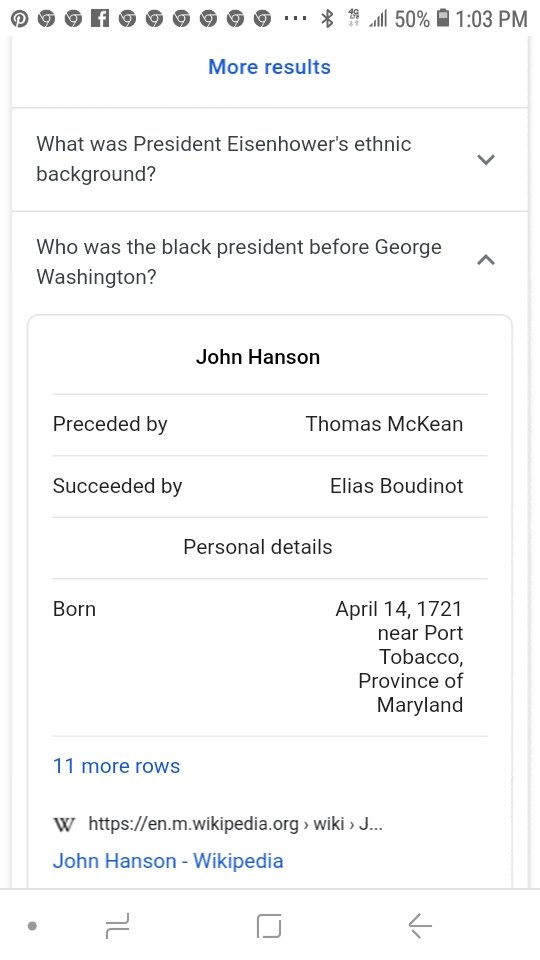 50% 1:03 PM
More results
What was President Eisenhower's ethnic
background?
Who was the black president before George
Washington?
John Hanson
Preceded by Thomas McKean
Succeeded by Elias Boudinot
Personal details
Born April 14, 1721
near Port
Tobacco,
Province of
Maryland
11 more rows
W https://en.m.wikipedia.org › wiki › J...
John Hanson - Wikipedia